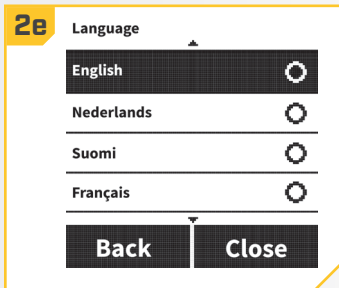 2e
Language
English
Nederlands
Suomi
Français
Back Close